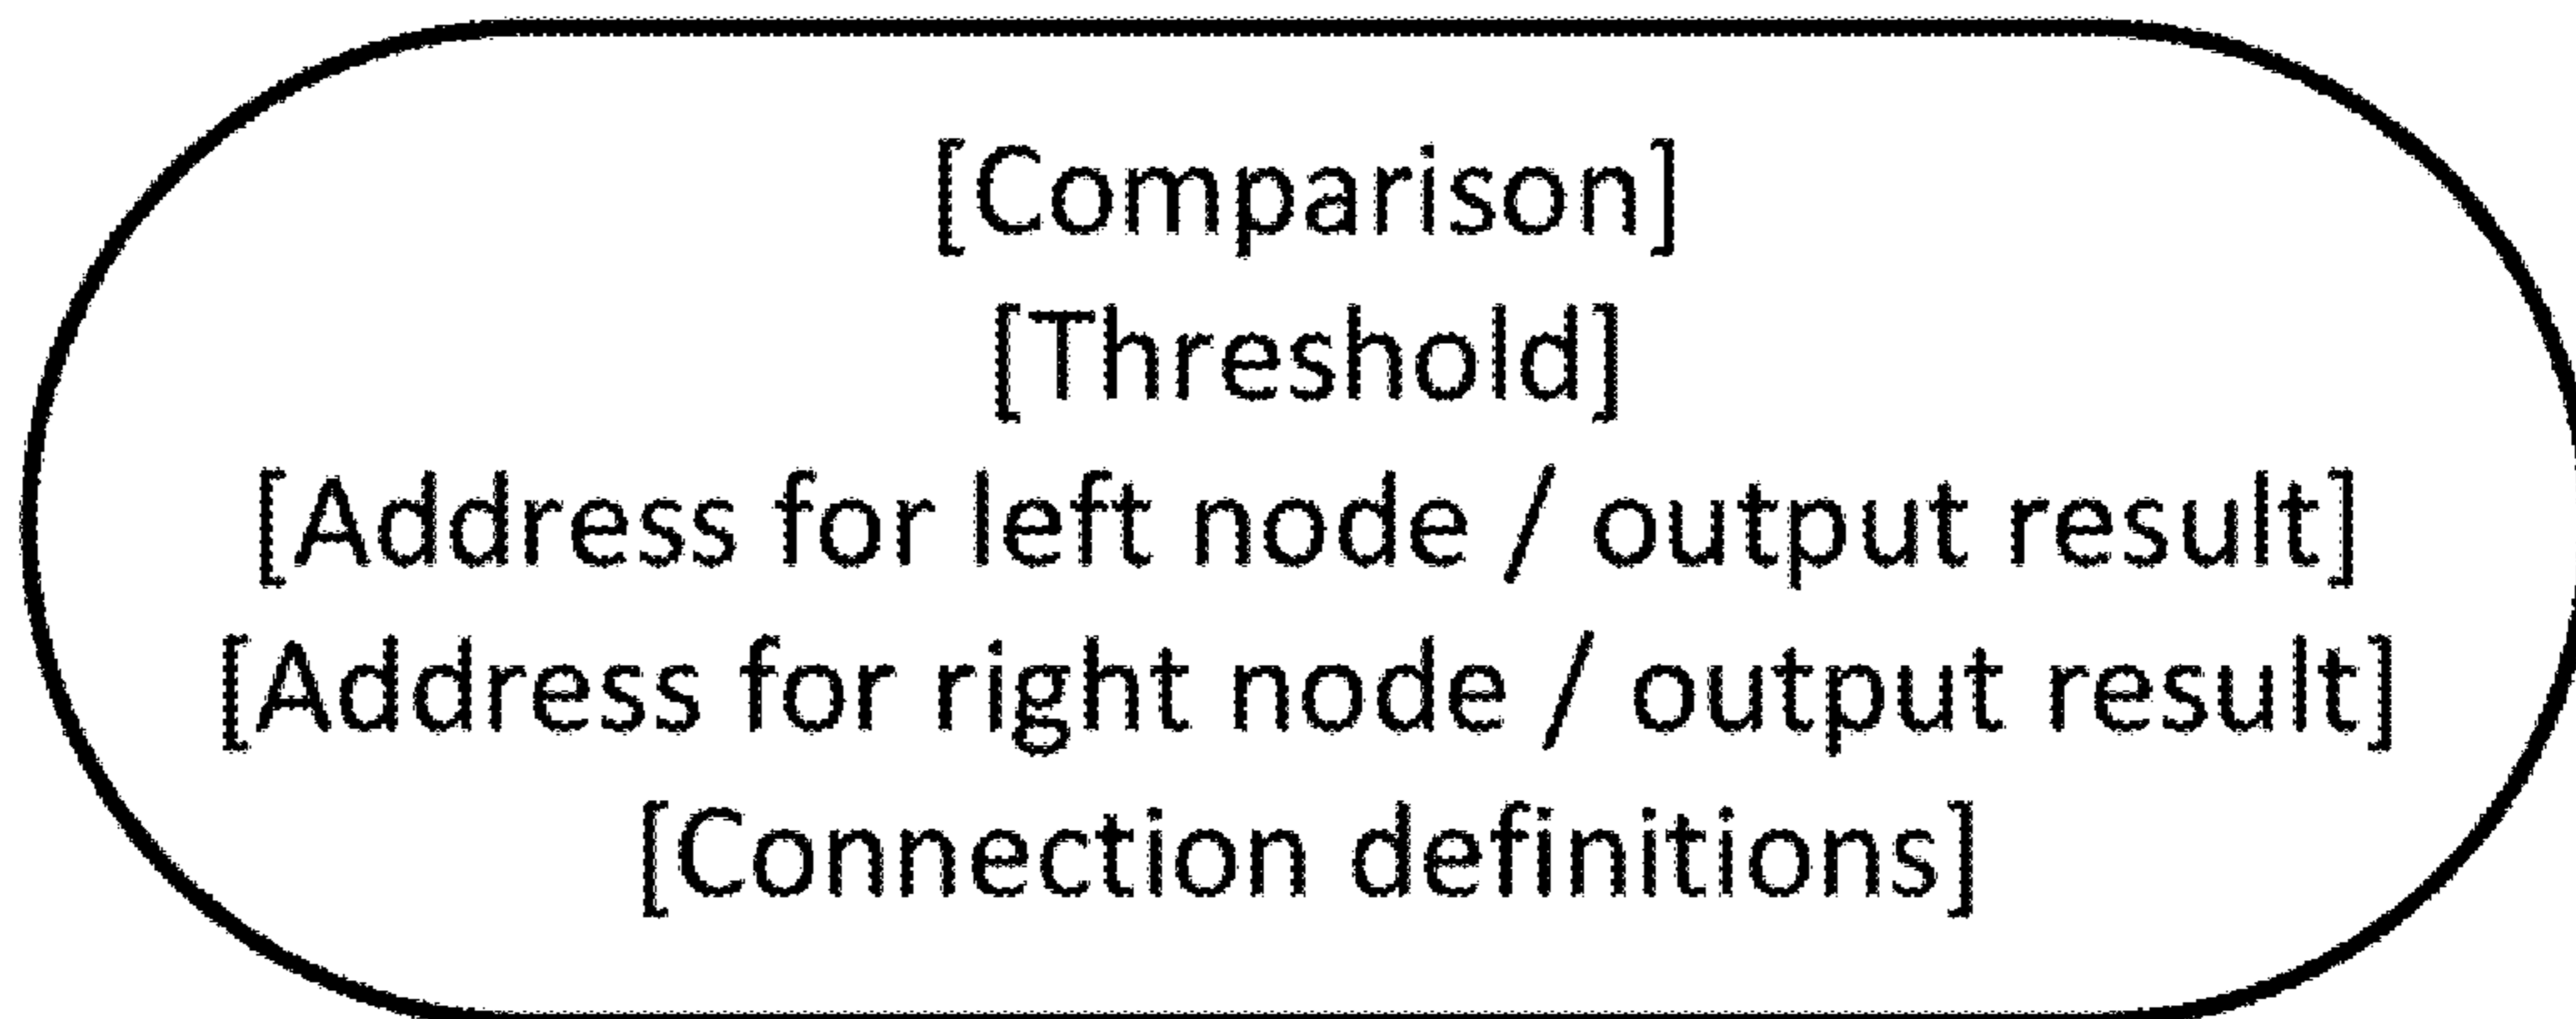 [Comparison]
[Threshold]
[Address for left node / output result]
[Address for right node / output result]
[Connection definitions]